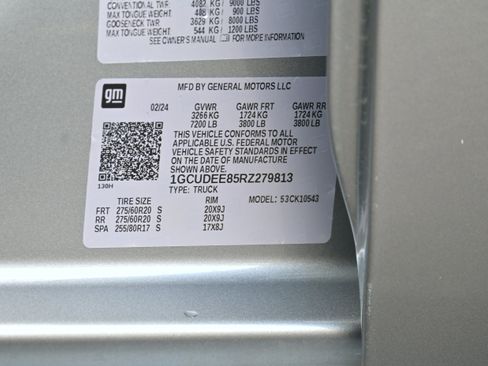 CONVENTIONAL TWR: 4082 KG / 9000 LBS
MAX TONGUE WEIGHT: 408 KG / 900 LBS
GOOSENECK TWR: 3629 KG / 8000 LBS
MAX TONGUE WEIGHT: 544 KG / 1200 LBS
SEE OWNER'S MANUAL FOR MORE INFORMATION
gm
MFD BY GENERAL MOTORS LLC
02/24 GVWR GAWR FRT GAWR RR
3266 KG 1724 KG 1724 KG
7200 LB 3800 LB 3800 LB
THIS VEHICLE CONFORMS TO ALL
APPLICABLE U.S. FEDERAL MOTOR
VEHICLE SAFETY STANDARDS IN EFFECT
ON THE DATE OF MANUFACTURE
SHOWN ABOVE.
1GCUDEE85RZ279813
130H
TYPE: TRUCK
TIRE SIZE RIM MODEL: 53CK10543
FRT 275/60R20 S 20X9J
RR 275/60R20 S 20X9J
SPA 255/80R17 S 17X8J